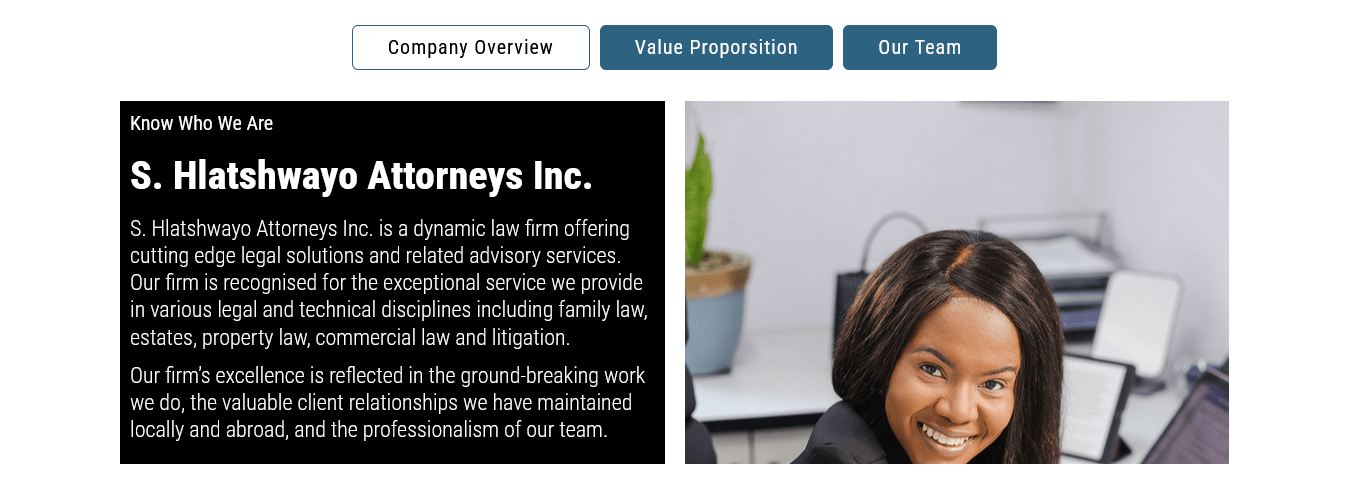 Company Overview
Value Proporsition
Our Team
Know Who We Are
S. Hlatshwayo Attorneys Inc.
S. Hlatshwayo Attorneys Inc. is a dynamic law firm offering
cutting edge legal solutions and related advisory services.
Our firm is recognised for the exceptional service we provide
in various legal and technical disciplines including family law,
estates, property law, commercial law and litigation.
Our firm’s excellence is reflected in the ground-breaking work
we do, the valuable client relationships we have maintained
locally and abroad, and the professionalism of our team.